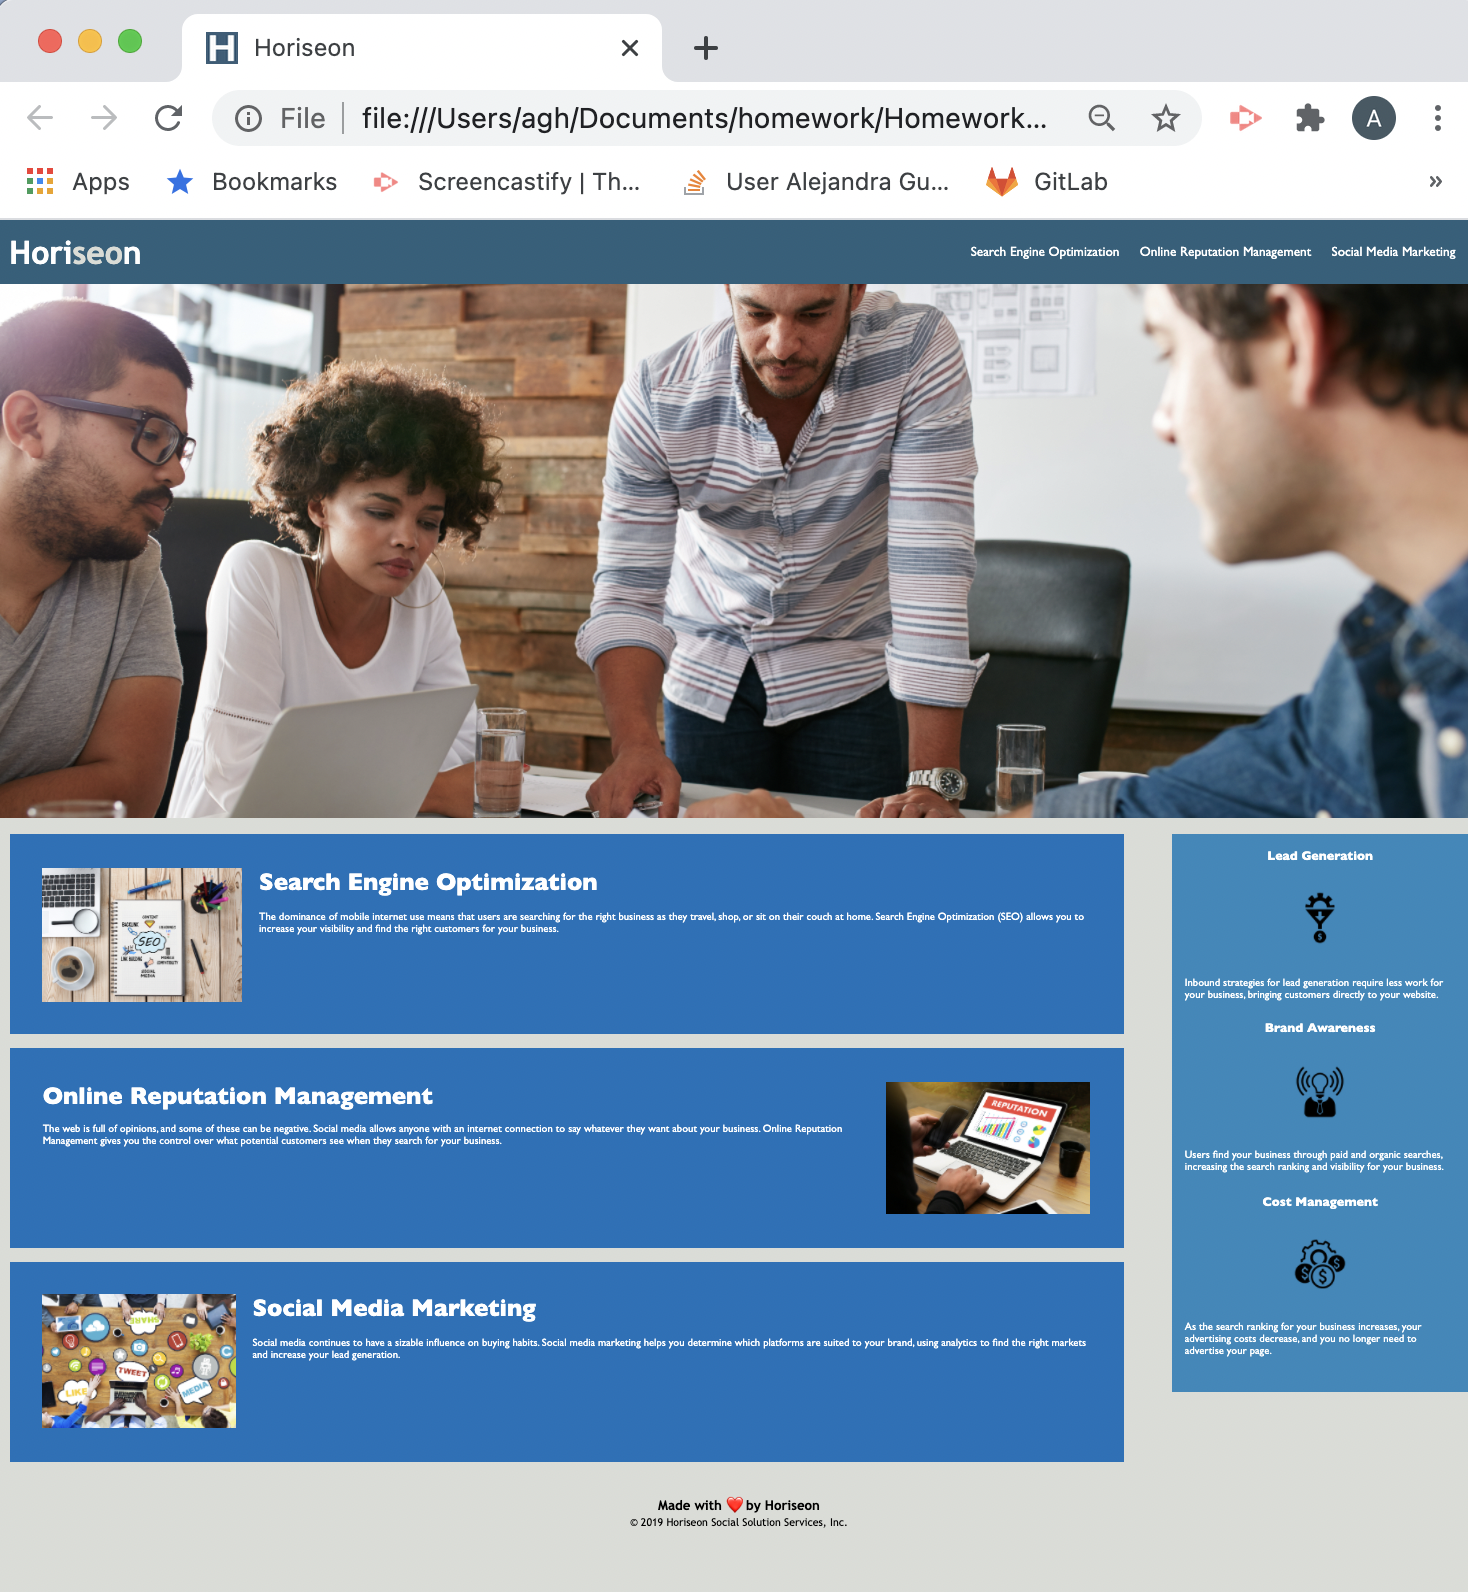 Horiseon
File
file:///Users/agh/Documents/homework/Homework...
A
Apps
Bookmarks
Screencastify | Th...
User Alejandra Gu...
GitLab
»
Horiseon
Search Engine Optimization
Online Reputation Management
Social Media Marketing
SEO
Search Engine Optimization
The dominance of mobile internet use means that users are searching for the right business as they travel, shop, or sit on their couch at home. Search Engine Optimization (SEO) allows you to
increase your visibility and find the right customers for your business.
Online Reputation Management
The web is full of opinions, and some of these can be negative. Social media allows anyone with an internet connection to say whatever they want about your business. Online Reputation
Management gives you the control over what potential customers see when they search for your business.
REPUTATION
SHARE
TWEET
LIKE
MEDIA
Social Media Marketing
Social media continues to have a sizable influence on buying habits. Social media marketing helps you determine which platforms are suited to your brand, using analytics to find the right markets
and increase your lead generation.
Lead Generation
Inbound strategies for lead generation require less work for
your business, bringing customers directly to your website.
Brand Awareness
Users find your business through paid and organic searches,
increasing the search ranking and visibility for your business.
Cost Management
As the search ranking for your business increases, your
advertising costs decrease, and you no longer need to
advertise your page.
Made with ❤️ by Horiseon
© 2019 Horiseon Social Solution Services, Inc.